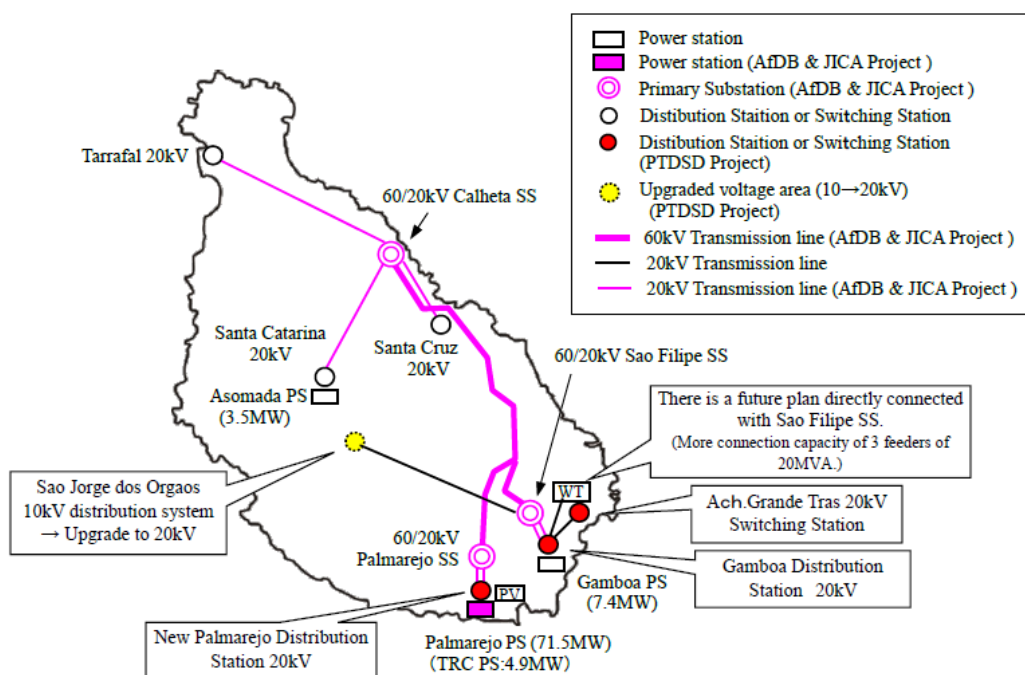 Power station
Power station (AfDB & JICA Project )
Primary Substation (AfDB & JICA Project )
Distibution Staition or Switching Station
Distibution Staition or Switching Station
(PTDSD Project)
Upgraded voltage area (10→20kV)
(PTDSD Project)
60kV Transmission line (AfDB & JICA Project )
20kV Transmission line
20kV Transmission line (AfDB & JICA Project )
Tarrafal 20kV
60/20kV Calheta SS
Santa Catarina
20kV
Santa Cruz
20kV
60/20kV Sao Filipe SS
Asomada PS
(3.5MW)
There is a future plan directly connected
with Sao Filipe SS.
(More connection capacity of 3 feeders of
20MVA.)
Sao Jorge dos Orgaos
10kV distribution system
→ Upgrade to 20kV
WT
Ach.Grande Tras 20kV
Switching Station
60/20kV
Palmarejo SS
Gamboa Distribution
Station 20kV
Gamboa PS
(7.4MW)
PV
New Palmarejo Distribution
Station 20kV
Palmarejo PS (71.5MW)
(TRC PS:4.9MW)